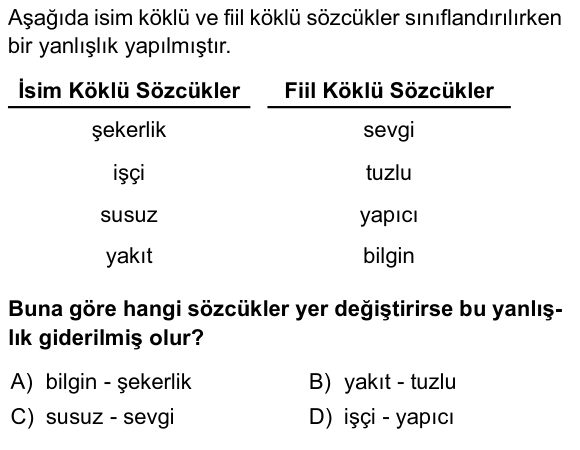 Aşağıda isim köklü ve fiil köklü sözcükler sınıflandırılırken
bir yanlışlık yapılmıştır.
İsim Köklü Sözcükler Fiil Köklü Sözcükler
şekerlik sevgi
işçi tuzlu
susuz yapıcı
yakıt bilgin
Buna göre hangi sözcükler yer değiştirirse bu yanlış-
lık giderilmiş olur?
A) bilgin - şekerlik B) yakıt - tuzlu
C) susuz - sevgi D) işçi - yapıcı